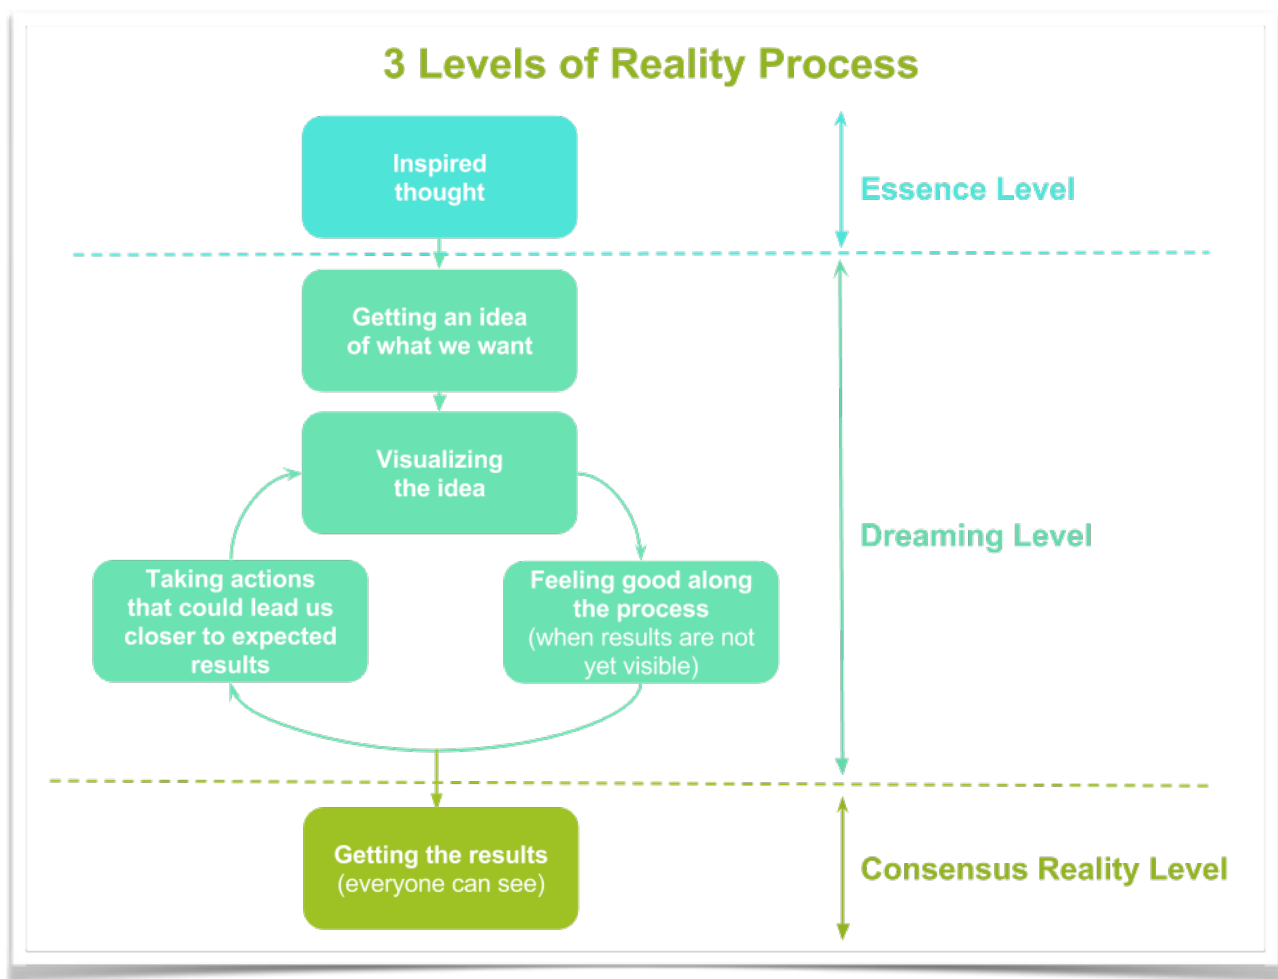 3 Levels of Reality Process
Inspired
thought
Essence Level
Getting an idea
of what we want
Visualizing
the idea
Dreaming Level
Taking actions
that could lead us
closer to expected
results
Feeling good along
the process
(when results are not
yet visible)
Getting the results
(everyone can see)
Consensus Reality Level